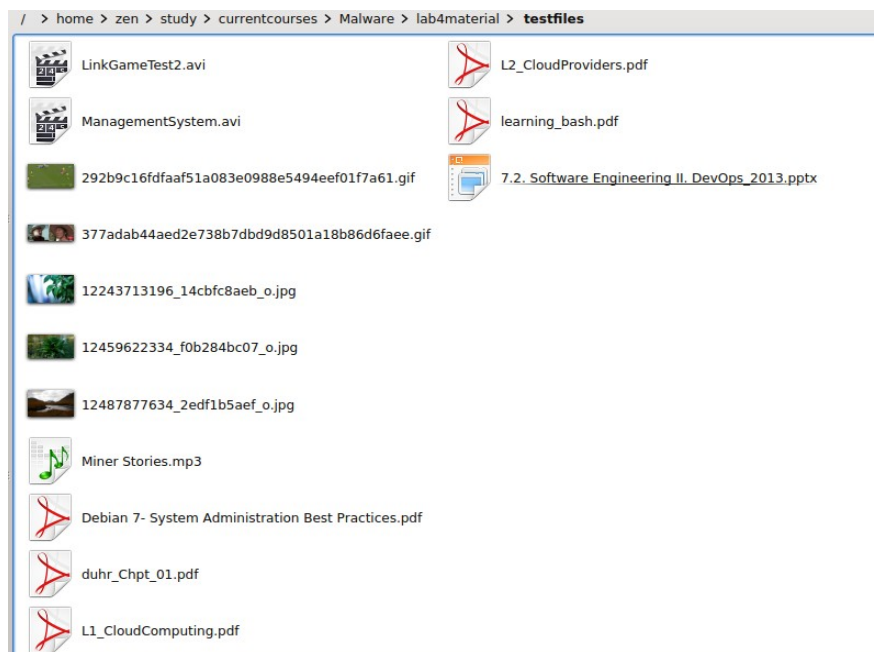 / > home > zen > study > currentcourses > Malware > lab4material > testfiles
LinkGameTest2.avi
ManagementSystem.avi
292b9c16fdfaaf51a083e0988e5494eef01f7a61.gif
377adab44aed2e738b7dbd9d8501a18b86d6faee.gif
12243713196_14cbfc8aeb_o.jpg
12459622334_f0b284bc07_o.jpg
12487877634_2edf1b5aef_o.jpg
Miner Stories.mp3
Debian 7- System Administration Best Practices.pdf
duhr_Chpt_01.pdf
L1_CloudComputing.pdf
L2_CloudProviders.pdf
learning_bash.pdf
7.2. Software Engineering II. DevOps_2013.pptx